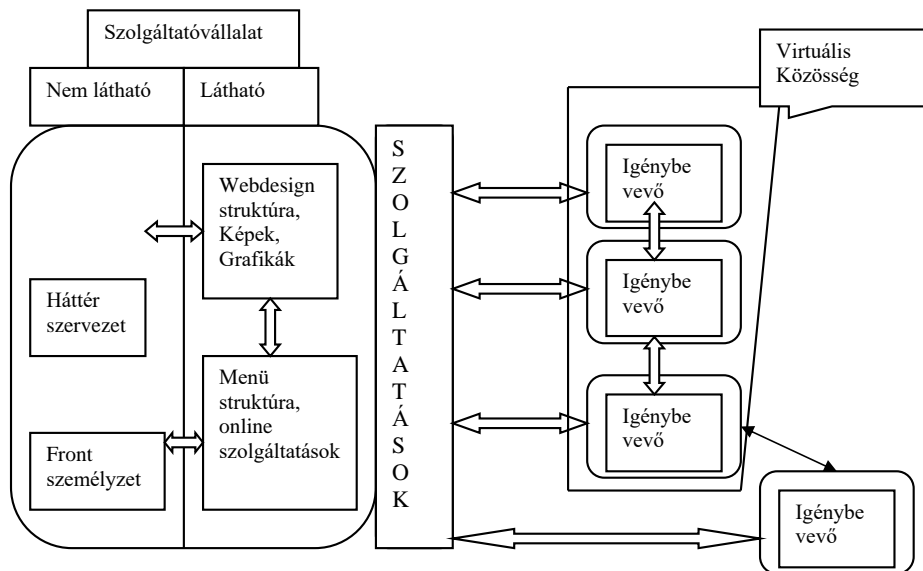 Szolgáltatóvállalat
Nem látható
Látható
Webdesign
struktúra,
Képek,
Grafikák
Háttér
szervezet
Menü
struktúra,
online
szolgáltatások
Front
személyzet
S
Z
O
L
G
Á
L
T
A
T
Á
S
O
K
Virtuális
Közösség
Igénybe
vevő
Igénybe
vevő
Igénybe
vevő
Igénybe
vevő